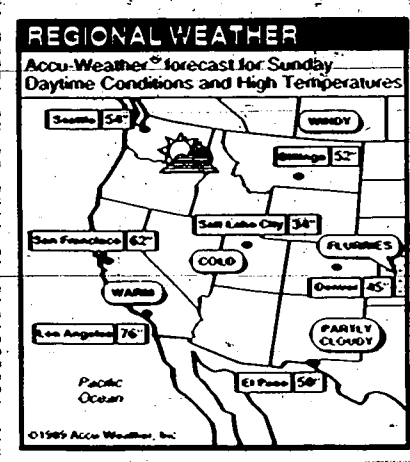 REGIONAL WEATHER
Accu-Weather® forecast for Sunday
Daytime Conditions and High Temperatures
WINDY
Seattle 54°
Billings 52°
Salt Lake City 34°
San Francisco 62°
FLURRIES
COLD
Denver 45°
WARM
Los Angeles 76°
PARTLY
CLOUDY
Pacific
Ocean
El Paso 50°
©1989 Accu-Weather, Inc.